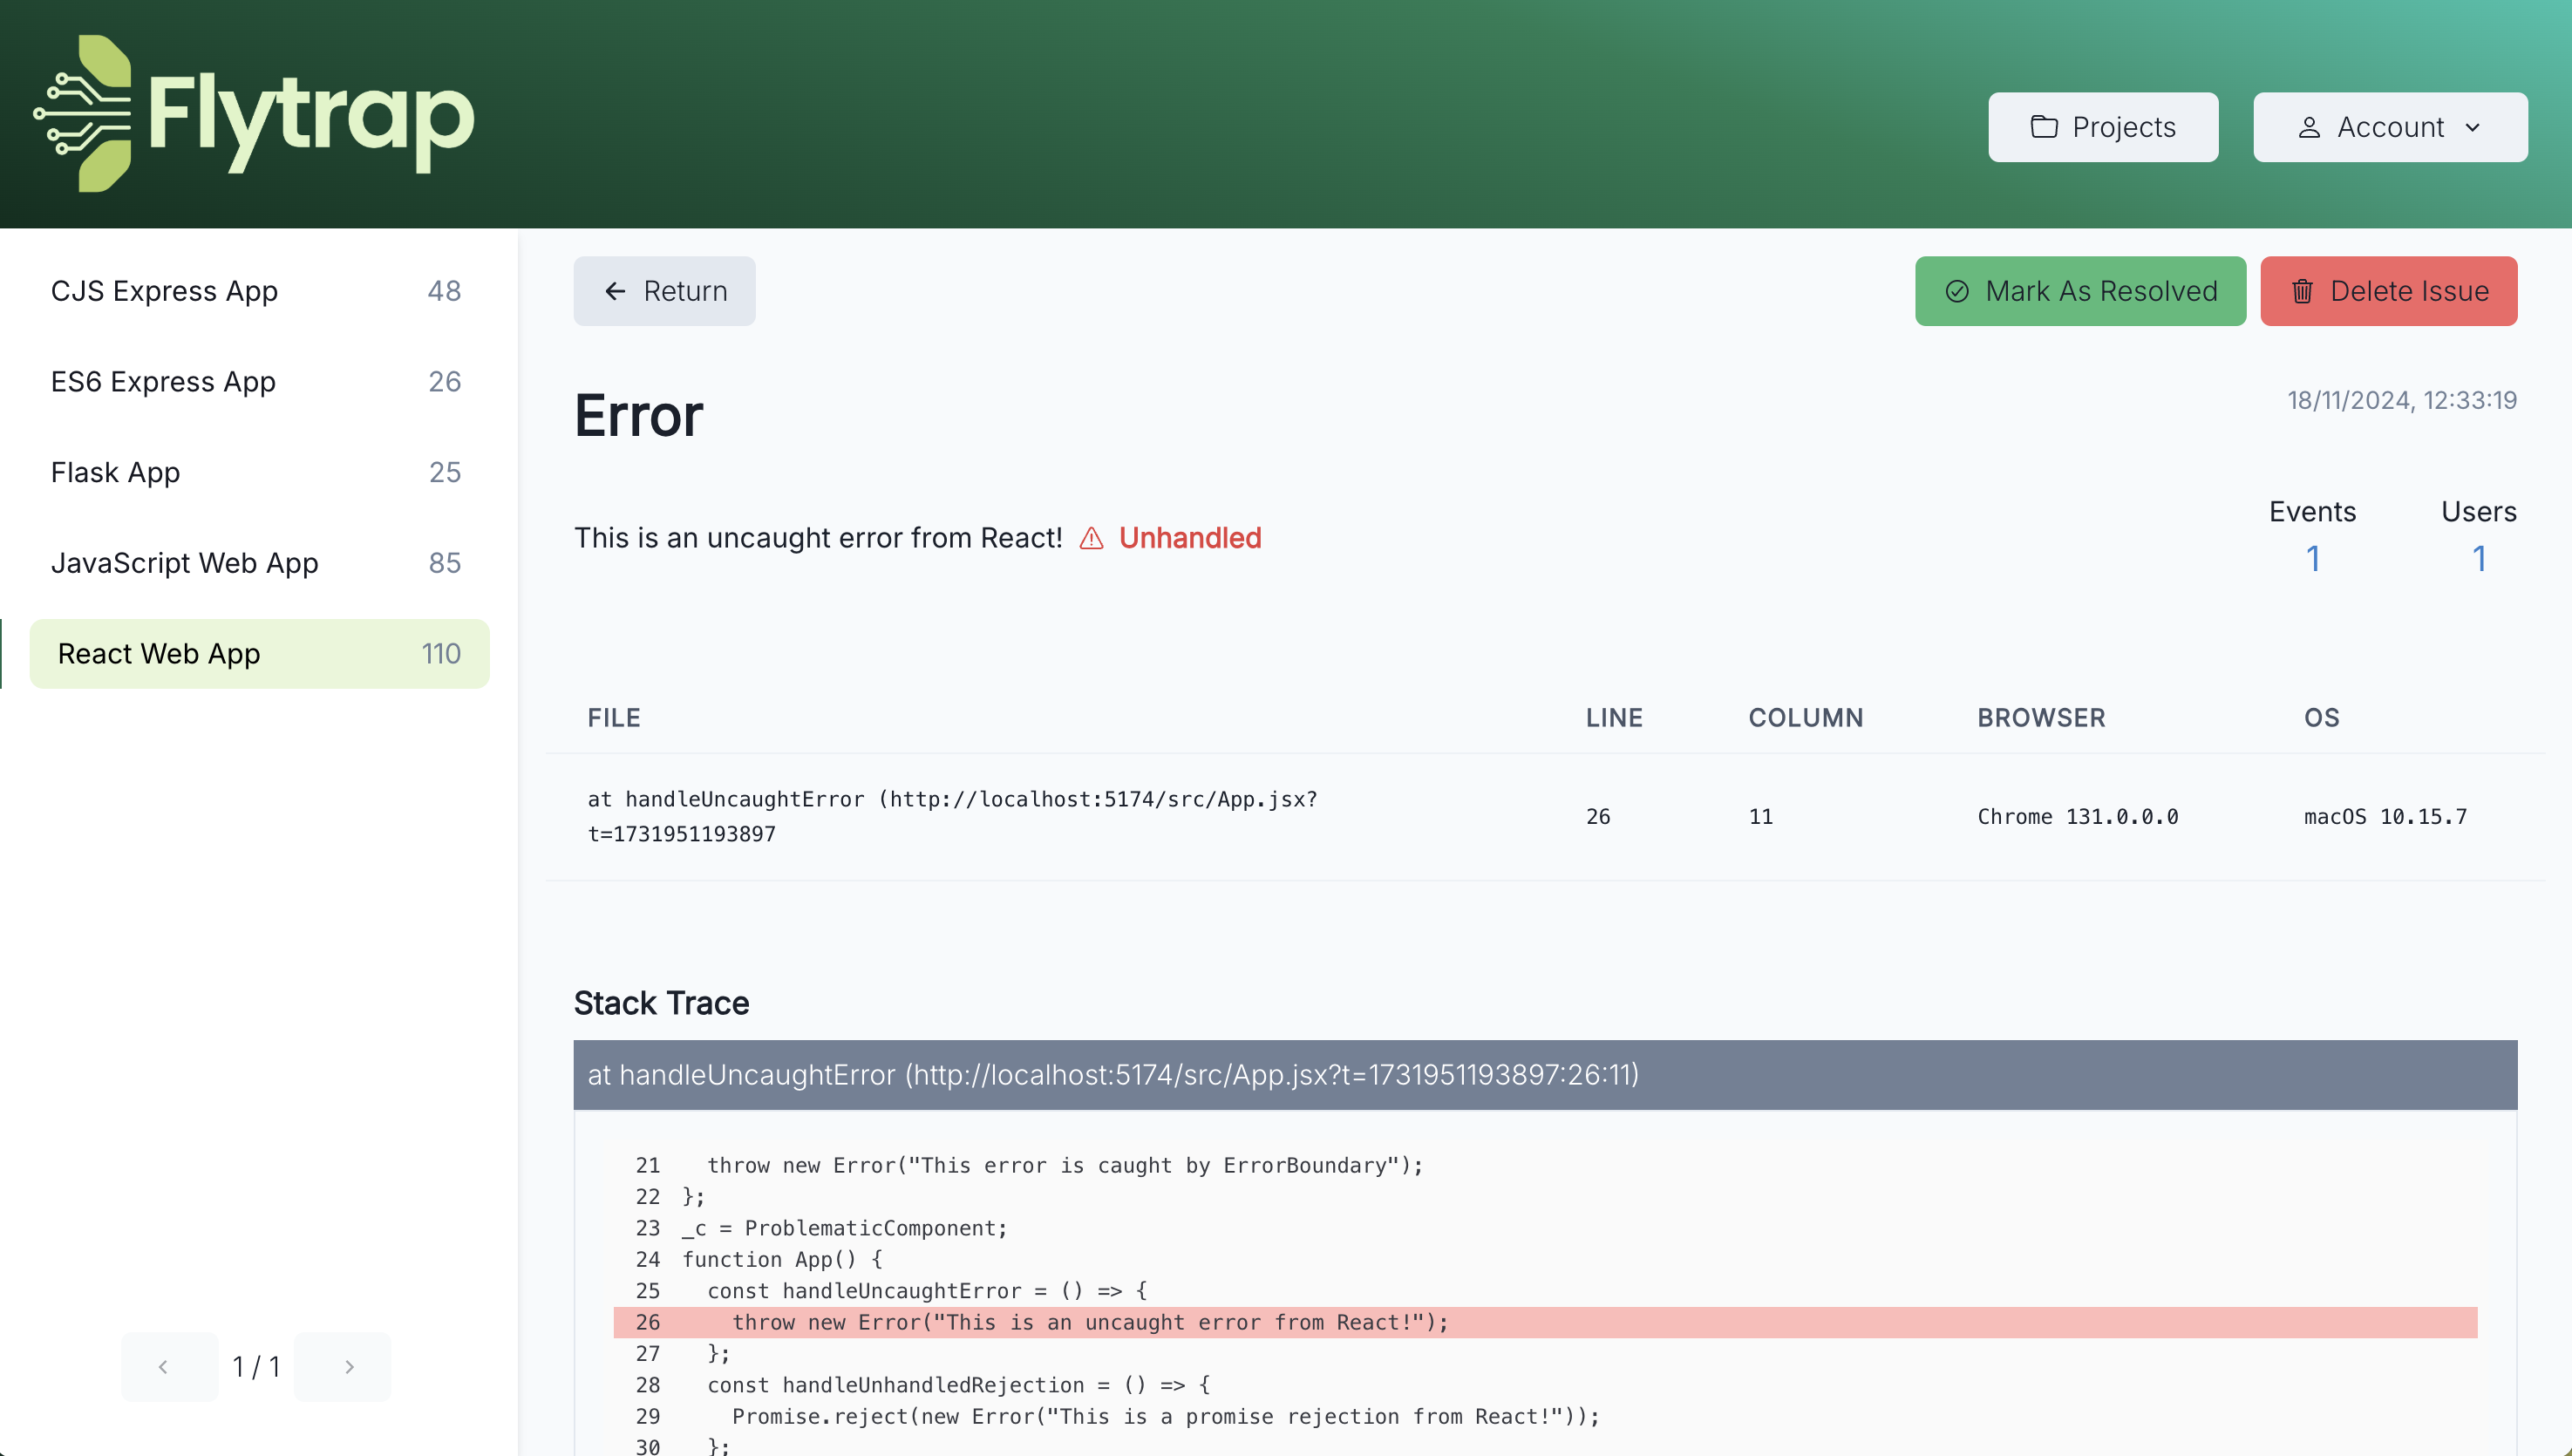 Flytrap
Projects
Account
CJS Express App 48
ES6 Express App 26
Flask App 25
JavaScript Web App 85
React Web App 110
1 / 1
Return
Mark As Resolved
Delete Issue
Error
18/11/2024, 12:33:19
This is an uncaught error from React! Unhandled
Events Users
1 1
FILE LINE COLUMN BROWSER OS
at handleUncaughtError (http://localhost:5174/src/App.jsx?
t=1731951193897
26 11 Chrome 131.0.0.0 macOS 10.15.7
Stack Trace
at handleUncaughtError (http://localhost:5174/src/App.jsx?t=1731951193897:26:11)
21   throw new Error("This error is caught by ErrorBoundary");
22 };
23 _c = ProblematicComponent;
24 function App() {
25   const handleUncaughtError = () => {
26     throw new Error("This is an uncaught error from React!");
27   };
28   const handleUnhandledRejection = () => {
29     Promise.reject(new Error("This is a promise rejection from React!"));
30   };